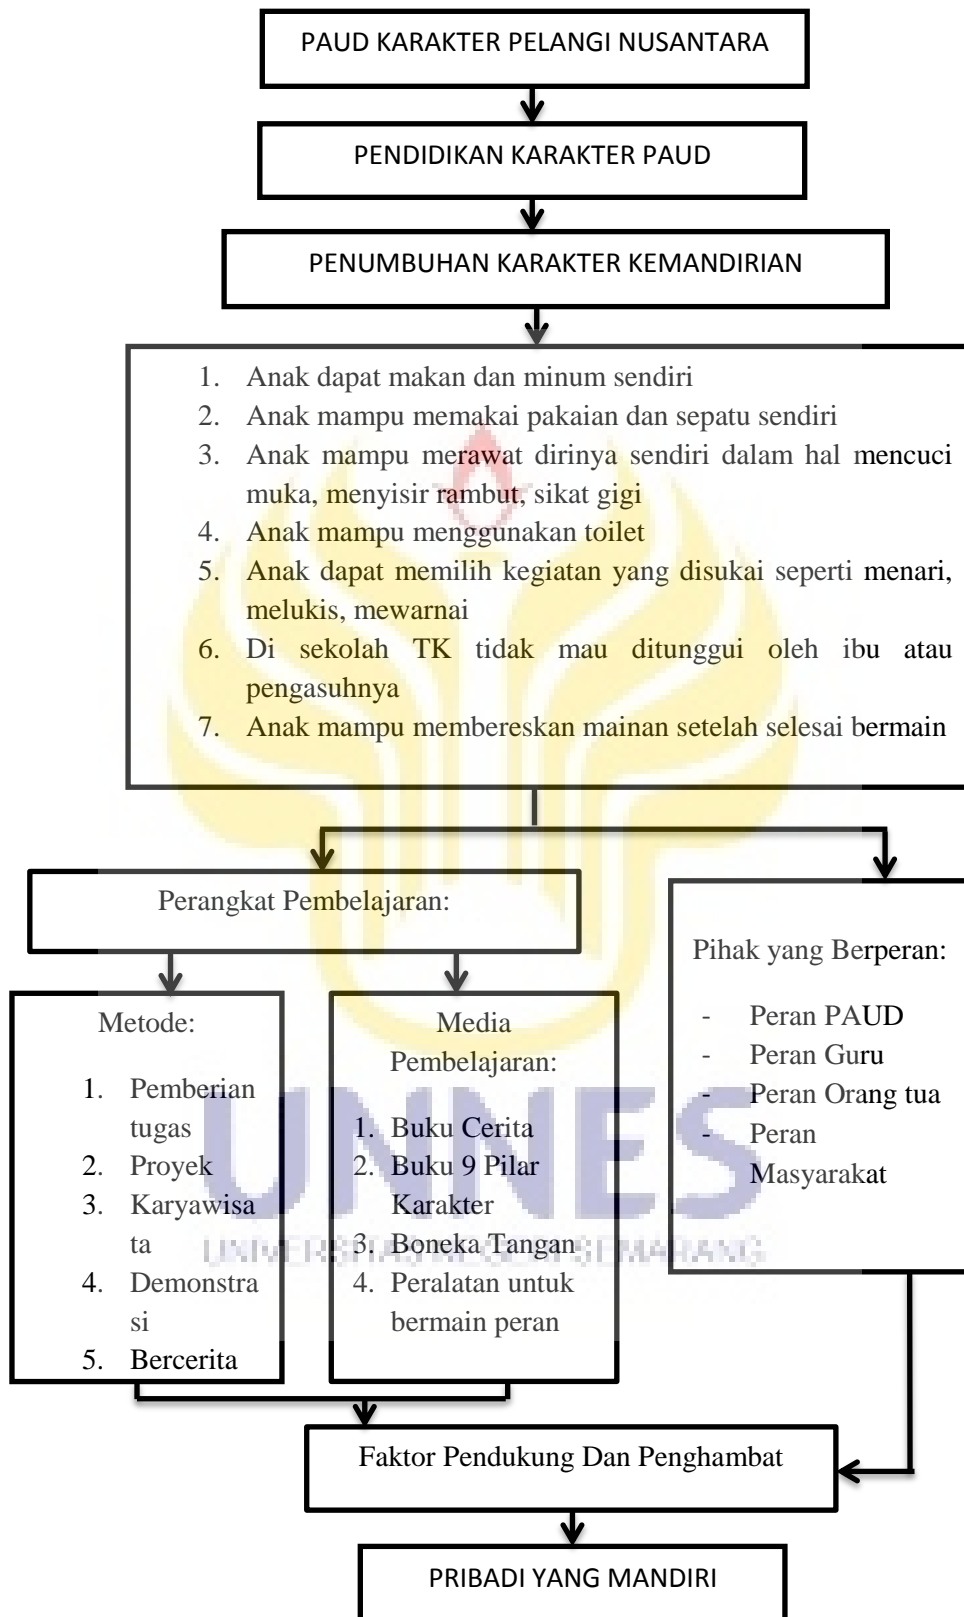 PAUD KARAKTER PELANGI NUSANTARA
PENDIDIKAN KARAKTER PAUD
PENUMBUHAN KARAKTER KEMANDIRIAN
1. Anak dapat makan dan minum sendiri
2. Anak mampu memakai pakaian dan sepatu sendiri
3. Anak mampu merawat dirinya sendiri dalam hal mencuci
muka, menyisir rambut, sikat gigi
4. Anak mampu menggunakan toilet
5. Anak dapat memilih kegiatan yang disukai seperti menari,
melukis, mewarnai
6. Di sekolah TK tidak mau ditunggui oleh ibu atau
pengasuhnya
7. Anak mampu membereskan mainan setelah selesai bermain
Perangkat Pembelajaran:
Metode:
1. Pemberian
tugas
2. Proyek
3. Karyawisa
ta
4. Demonstra
si
5. Bercerita
Media
Pembelajaran:
1. Buku Cerita
2. Buku 9 Pilar
Karakter
3. Boneka Tangan
4. Peralatan untuk
bermain peran
Pihak yang Berperan:
- Peran PAUD
- Peran Guru
- Peran Orang tua
- Peran
Masyarakat
UNNES
UNIVERSITAS NEGERI SEMARANG
Faktor Pendukung Dan Penghambat
PRIBADI YANG MANDIRI